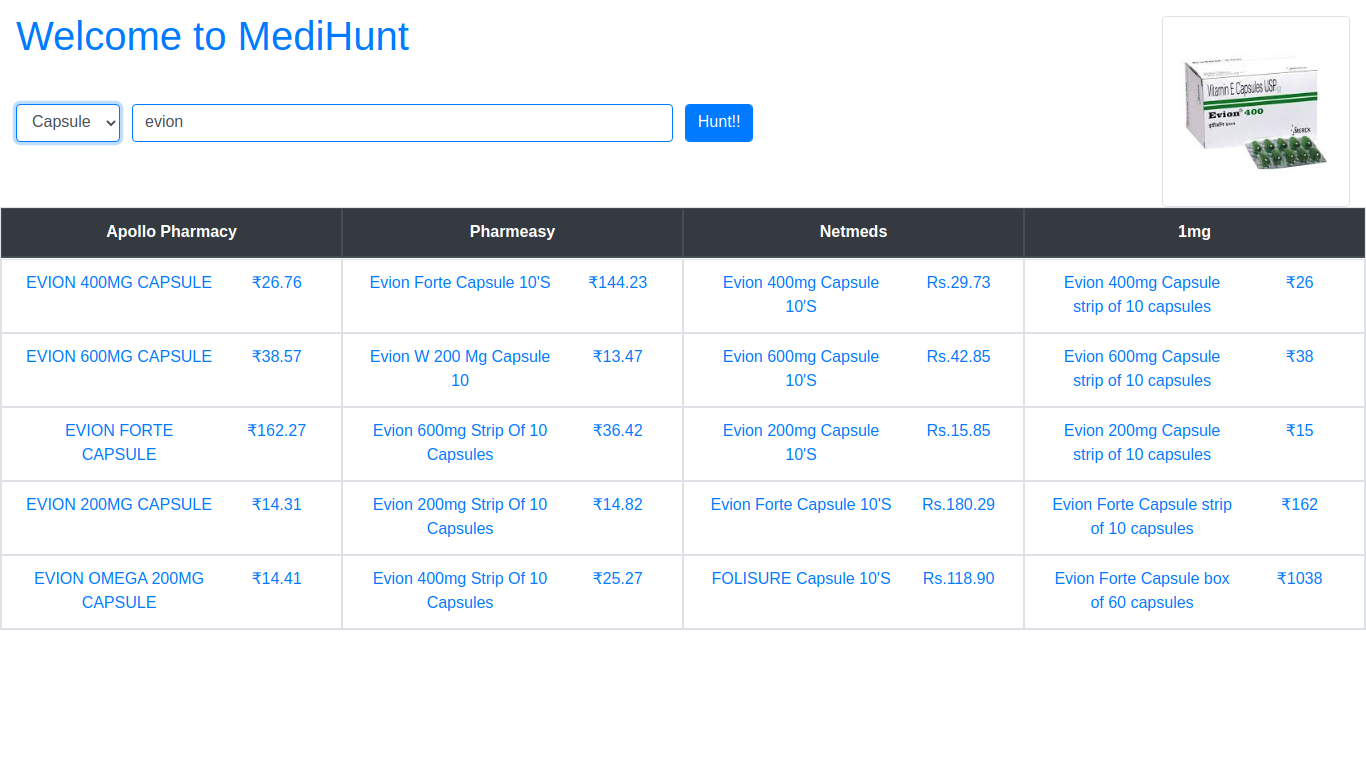 Welcome to MediHunt
Capsule
evion
Hunt!!
Vitamin E Capsules USP
Evion® 400
MERCK
Apollo Pharmacy Pharmeasy Netmeds 1mg
EVION 400MG CAPSULE ₹26.76 Evion Forte Capsule 10'S ₹144.23 Evion 400mg Capsule Rs.29.73 Evion 400mg Capsule ₹26
10'S strip of 10 capsules
EVION 600MG CAPSULE ₹38.57 Evion W 200 Mg Capsule ₹13.47 Evion 600mg Capsule Rs.42.85 Evion 600mg Capsule ₹38
10 10'S strip of 10 capsules
EVION FORTE ₹162.27 Evion 600mg Strip Of 10 ₹36.42 Evion 200mg Capsule Rs.15.85 Evion 200mg Capsule ₹15
CAPSULE Capsules 10'S strip of 10 capsules
EVION 200MG CAPSULE ₹14.31 Evion 200mg Strip Of 10 ₹14.82 Evion Forte Capsule 10'S Rs.180.29 Evion Forte Capsule strip ₹162
Capsules of 10 capsules
EVION OMEGA 200MG ₹14.41 Evion 400mg Strip Of 10 ₹25.27 FOLISURE Capsule 10'S Rs.118.90 Evion Forte Capsule box ₹1038
CAPSULE Capsules of 60 capsules